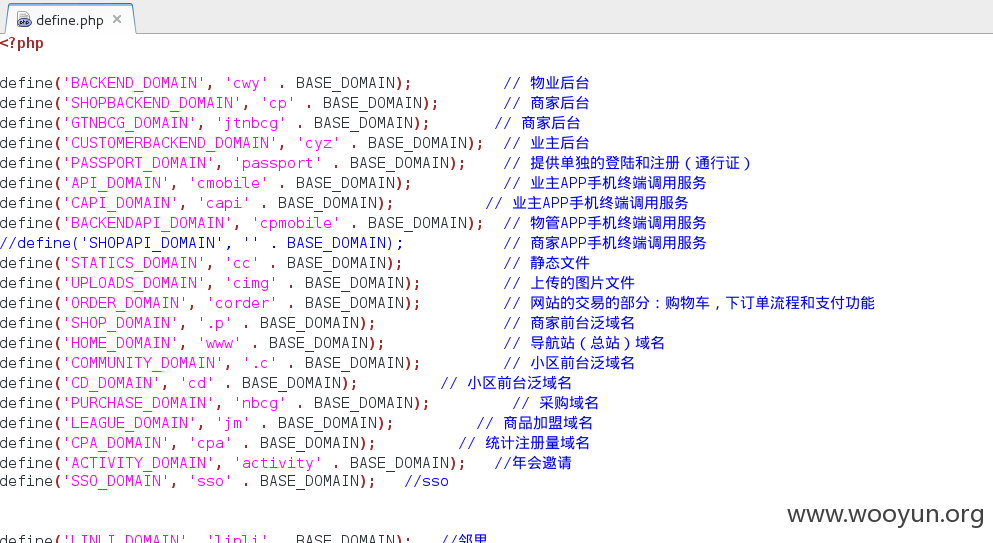 define.php
<?php
define('BACKEND_DOMAIN', 'cwy' . BASE_DOMAIN); // 物业后台
define('SHOPBACKEND_DOMAIN', 'cp' . BASE_DOMAIN); // 商家后台
define('GTNBCG_DOMAIN', 'jtnbcg' . BASE_DOMAIN); // 商家后台
define('CUSTOMERBACKEND_DOMAIN', 'cyz' . BASE_DOMAIN); // 业主后台
define('PASSPORT_DOMAIN', 'passport' . BASE_DOMAIN); // 提供单独的登陆和注册（通行证）
define('API_DOMAIN', 'cmobile' . BASE_DOMAIN); // 业主APP手机终端调用服务
define('CAPI_DOMAIN', 'capi' . BASE_DOMAIN); // 业主APP手机终端调用服务
define('BACKENDAPI_DOMAIN', 'cpmobile' . BASE_DOMAIN); // 物管APP手机终端调用服务
//define('SHOPAPI_DOMAIN', '' . BASE_DOMAIN); // 商家APP手机终端调用服务
define('STATICS_DOMAIN', 'cc' . BASE_DOMAIN); // 静态文件
define('UPLOADS_DOMAIN', 'cimg' . BASE_DOMAIN); // 上传的图片文件
define('ORDER_DOMAIN', 'corder' . BASE_DOMAIN); // 网站的交易的部分：购物车，下订单流程和支付功能
define('SHOP_DOMAIN', '.p' . BASE_DOMAIN); // 商家前台泛域名
define('HOME_DOMAIN', 'www' . BASE_DOMAIN); // 导航站（总站）域名
define('COMMUNITY_DOMAIN', '.c' . BASE_DOMAIN); // 小区前台泛域名
define('CD_DOMAIN', 'cd' . BASE_DOMAIN); // 小区前台泛域名
define('PURCHASE_DOMAIN', 'nbcg' . BASE_DOMAIN); // 采购域名
define('LEAGUE_DOMAIN', 'jm' . BASE_DOMAIN); // 商品加盟域名
define('CPA_DOMAIN', 'cpa' . BASE_DOMAIN); // 统计注册量域名
define('ACTIVITY_DOMAIN', 'activity' . BASE_DOMAIN); //年会邀请
define('SSO_DOMAIN', 'sso' . BASE_DOMAIN); //sso
www.wooyun.org
define('LINLI_DOMAIN', 'linli' . BASE_DOMAIN); //邻里